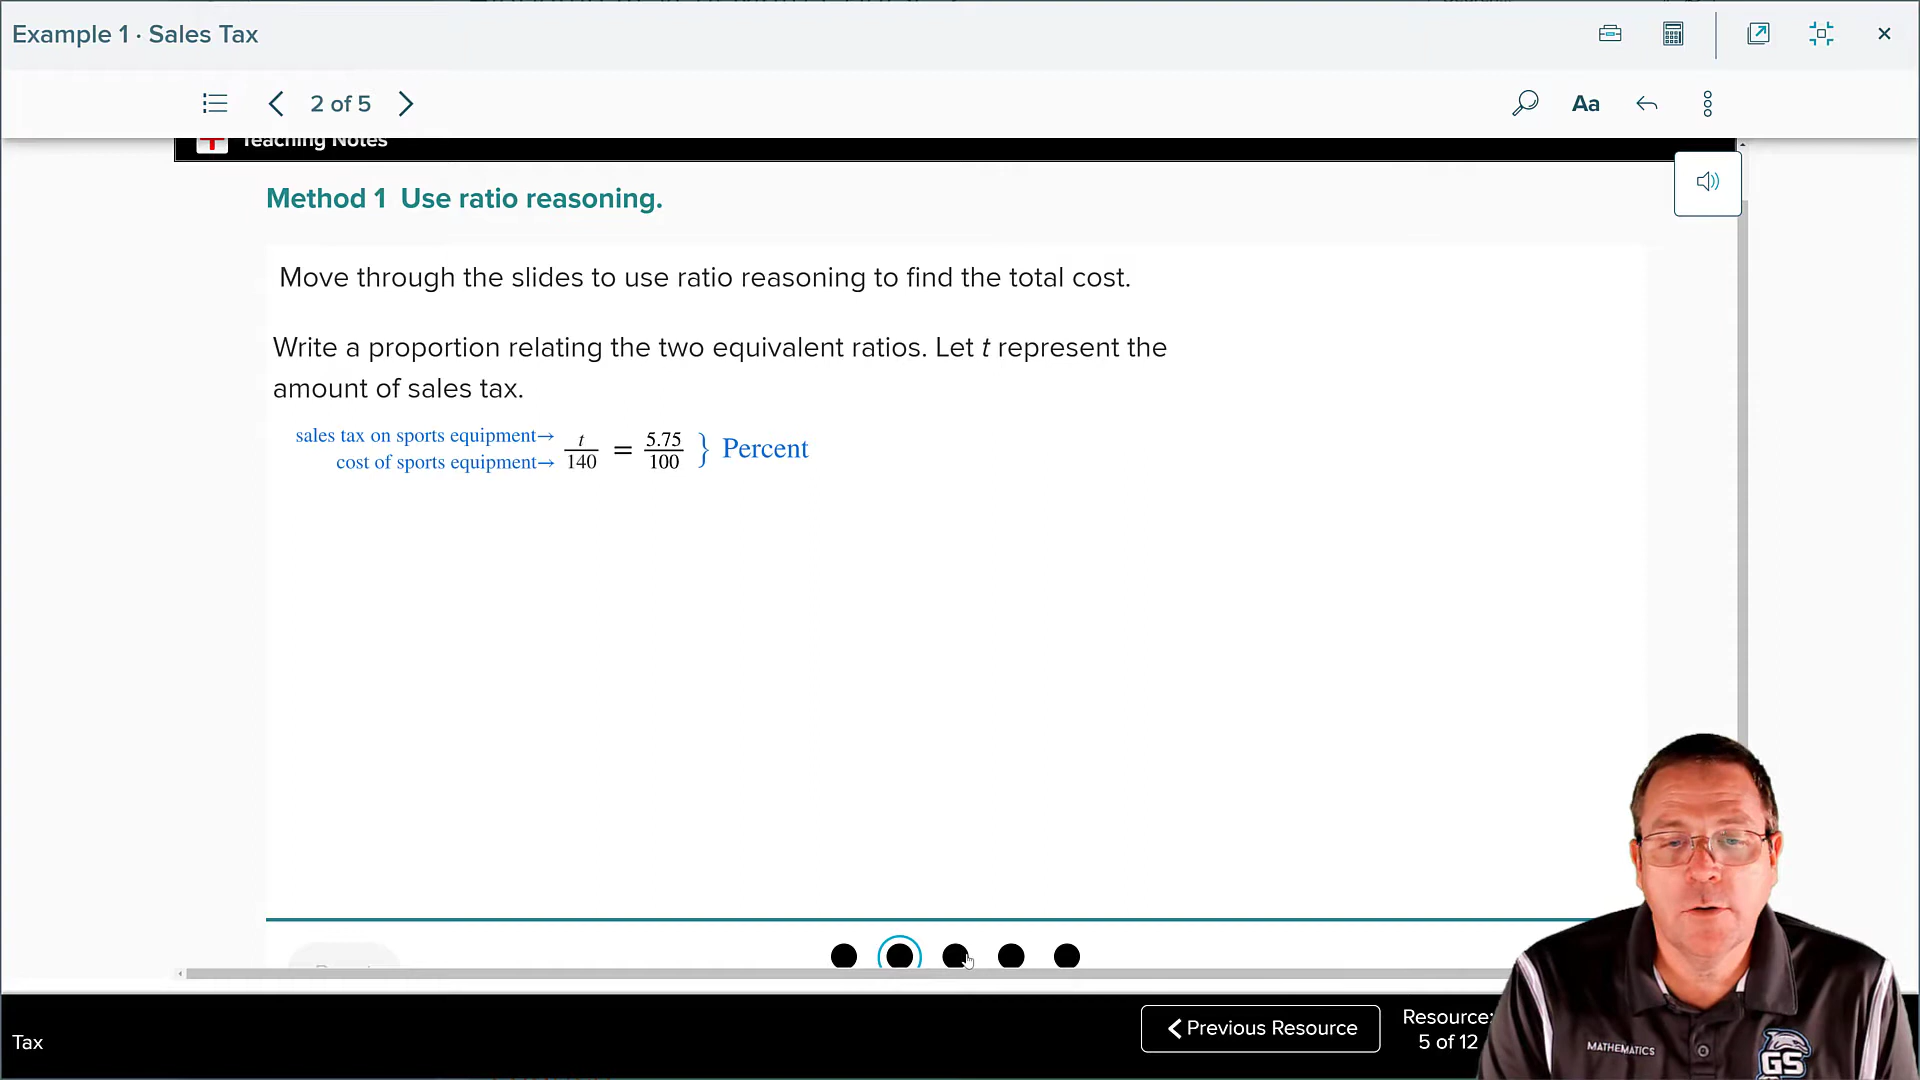 Example 1 · Sales Tax
2 of 5
Aa
Teaching Notes
Method 1 Use ratio reasoning.
Move through the slides to use ratio reasoning to find the total cost.
Write a proportion relating the two equivalent ratios. Let t represent the
amount of sales tax.
sales tax on sports equipment→ t/140 = 5.75/100 } Percent
cost of sports equipment→
Tax
Previous Resource
Resource:
5 of 12
MATHEMATICS
GS